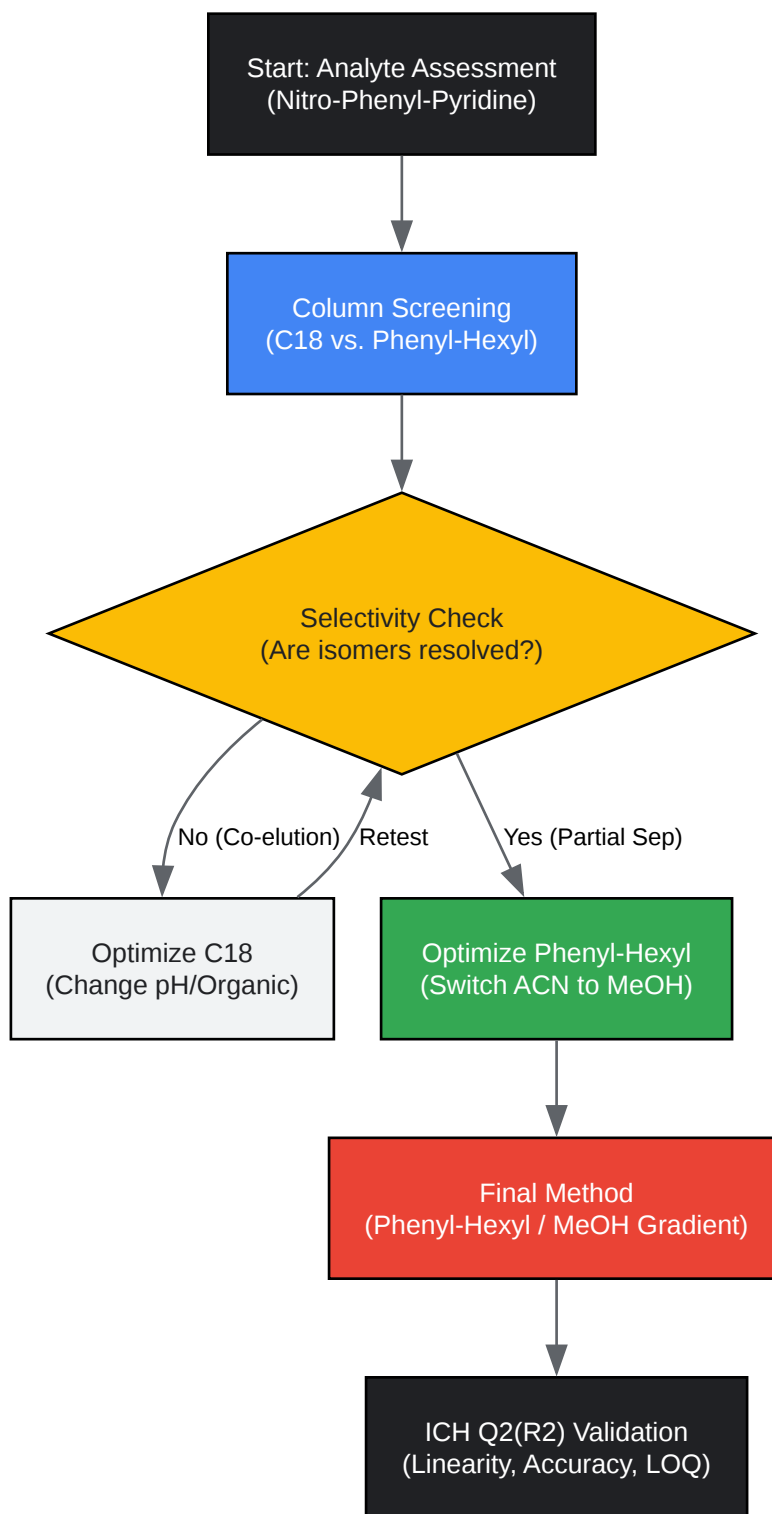 Start: Analyte Assessment
(Nitro-Phenyl-Pyridine)
Column Screening
(C18 vs. Phenyl-Hexyl)
Selectivity Check
(Are isomers resolved?)
No (Co-elution)
Retest
Yes (Partial Sep)
Optimize C18
(Change pH/Organic)
Optimize Phenyl-Hexyl
(Switch ACN to MeOH)
Final Method
(Phenyl-Hexyl / MeOH Gradient)
ICH Q2(R2) Validation
(Linearity, Accuracy, LOQ)